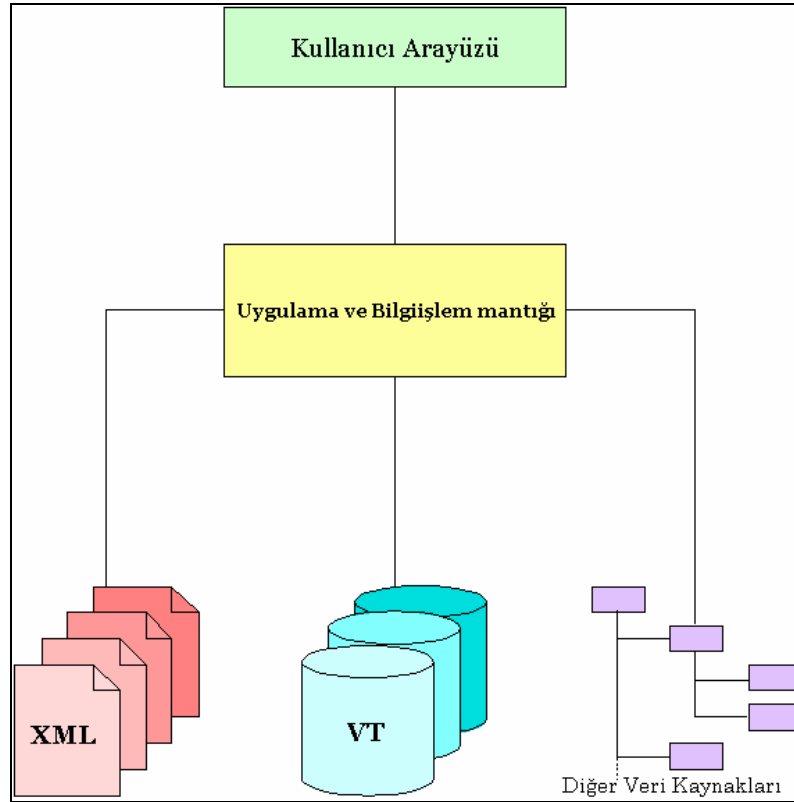 Kullanıcı Arayüzü
Uygulama ve Bilgiişlem mantığı
XML
VT
Diğer Veri Kaynakları